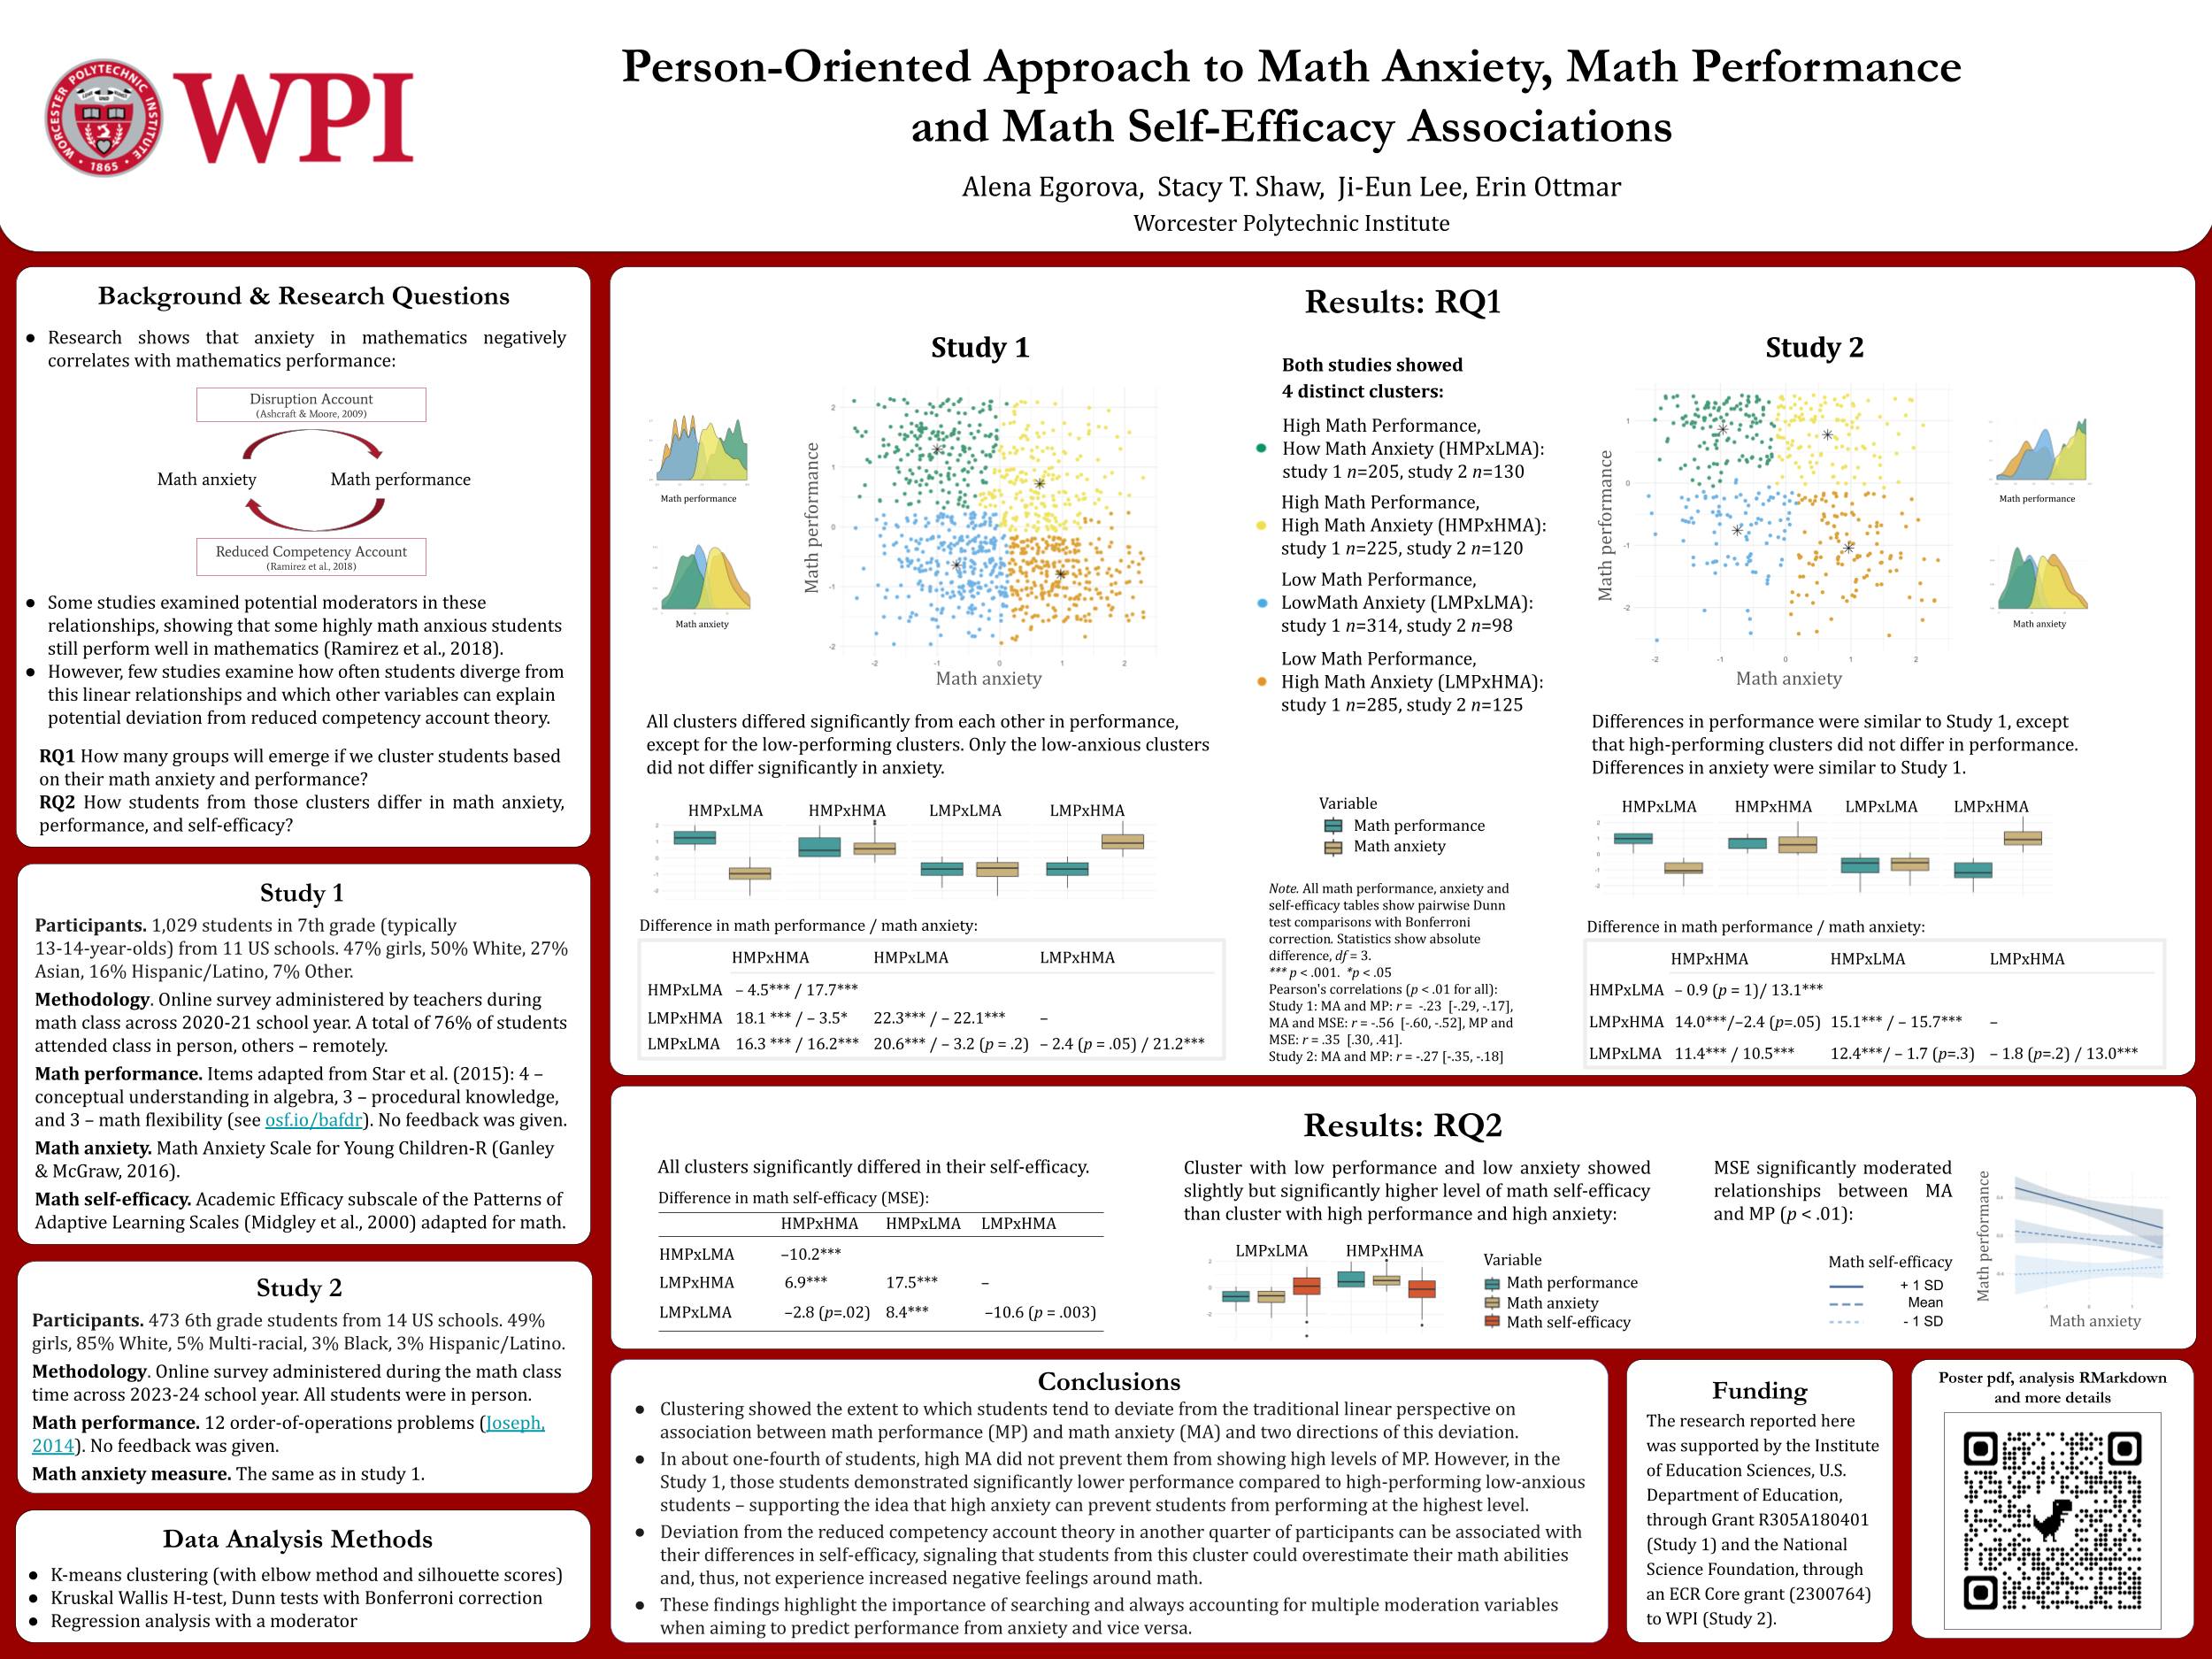 WORCESTER POLYTECHNIC INSTITUTE
1865
WPI
Person-Oriented Approach to Math Anxiety, Math Performance
and Math Self-Efficacy Associations
Alena Egorova, Stacy T. Shaw, Ji-Eun Lee, Erin Ottmar
Worcester Polytechnic Institute
Background & Research Questions
● Research shows that anxiety in mathematics negatively
correlates with mathematics performance:
Disruption Account
(Ashcraft & Moore, 2009)
Math anxiety
Math performance
Reduced Competency Account
(Ramirez et al., 2018)
● Some studies examined potential moderators in these
relationships, showing that some highly math anxious students
still perform well in mathematics (Ramirez et al., 2018).
● However, few studies examine how often students diverge from
this linear relationships and which other variables can explain
potential deviation from reduced competency account theory.
RQ1 How many groups will emerge if we cluster students based
on their math anxiety and performance?
RQ2 How students from those clusters differ in math anxiety,
performance, and self-efficacy?
Study 1
Participants. 1,029 students in 7th grade (typically
13-14-year-olds) from 11 US schools. 47% girls, 50% White, 27%
Asian, 16% Hispanic/Latino, 7% Other.
Methodology. Online survey administered by teachers during
math class across 2020-21 school year. A total of 76% of students
attended class in person, others – remotely.
Math performance. Items adapted from Star et al. (2015): 4 –
conceptual understanding in algebra, 3 – procedural knowledge,
and 3 – math flexibility (see osf.io/bafdr). No feedback was given.
Math anxiety. Math Anxiety Scale for Young Children-R (Ganley
& McGraw, 2016).
Math self-efficacy. Academic Efficacy subscale of the Patterns of
Adaptive Learning Scales (Midgley et al., 2000) adapted for math.
Study 2
Participants. 473 6th grade students from 14 US schools. 49%
girls, 85% White, 5% Multi-racial, 3% Black, 3% Hispanic/Latino.
Methodology. Online survey administered during the math class
time across 2023-24 school year. All students were in person.
Math performance. 12 order-of-operations problems (Joseph,
2014). No feedback was given.
Math anxiety measure. The same as in study 1.
Data Analysis Methods
● K-means clustering (with elbow method and silhouette scores)
● Kruskal Wallis H-test, Dunn tests with Bonferroni correction
● Regression analysis with a moderator
Results: RQ1
Study 1
Math performance
Math anxiety
Math performance
2
1
0
-1
-2
-2 -1 0 1 2
Math anxiety
All clusters differed significantly from each other in performance,
except for the low-performing clusters. Only the low-anxious clusters
did not differ significantly in anxiety.
HMPxLMA HMPxHMA LMPxLMA LMPxHMA
2
1
0
-1
-2
Difference in math performance / math anxiety:
HMPxHMA HMPxLMA LMPxHMA
HMPxLMA – 4.5*** / 17.7***
LMPxHMA 18.1 *** / – 3.5* 22.3*** / – 22.1*** –
LMPxLMA 16.3 *** / 16.2*** 20.6*** / – 3.2 (p = .2) – 2.4 (p = .05) / 21.2***
Both studies showed
4 distinct clusters:
High Math Performance,
How Math Anxiety (HMPxLMA):
study 1 n=205, study 2 n=130
High Math Performance,
High Math Anxiety (HMPxHMA):
study 1 n=225, study 2 n=120
Low Math Performance,
LowMath Anxiety (LMPxLMA):
study 1 n=314, study 2 n=98
Low Math Performance,
High Math Anxiety (LMPxHMA):
study 1 n=285, study 2 n=125
Variable
Math performance
Math anxiety
Note. All math performance, anxiety and
self-efficacy tables show pairwise Dunn
test comparisons with Bonferroni
correction. Statistics show absolute
difference, df = 3.
*** p < .001. *p < .05
Pearson's correlations (p < .01 for all):
Study 1: MA and MP: r = -.23 [-.29, -.17],
MA and MSE: r = -.56 [-.60, -.52], MP and
MSE: r = .35 [.30, .41].
Study 2: MA and MP: r = -.27 [-.35, -.18]
Study 2
Math performance
1
0
-1
-2
-2 -1 0 1 2
Math anxiety
Math performance
Math anxiety
Differences in performance were similar to Study 1, except
that high-performing clusters did not differ in performance.
Differences in anxiety were similar to Study 1.
HMPxLMA HMPxHMA LMPxLMA LMPxHMA
2
1
0
-1
-2
Difference in math performance / math anxiety:
HMPxHMA HMPxLMA LMPxHMA
HMPxLMA – 0.9 (p = 1)/ 13.1***
LMPxHMA 14.0***/–2.4 (p=.05) 15.1*** / – 15.7*** –
LMPxLMA 11.4*** / 10.5*** 12.4***/ – 1.7 (p=.3) – 1.8 (p=.2) / 13.0***
Results: RQ2
All clusters significantly differed in their self-efficacy.
Difference in math self-efficacy (MSE):
HMPxHMA HMPxLMA LMPxHMA
HMPxLMA –10.2***
LMPxHMA 6.9*** 17.5*** –
LMPxLMA –2.8 (p=.02) 8.4*** –10.6 (p = .003)
Cluster with low performance and low anxiety showed
slightly but significantly higher level of math self-efficacy
than cluster with high performance and high anxiety:
LMPxLMA HMPxHMA
2
0
-2
Variable
Math performance
Math anxiety
Math self-efficacy
MSE significantly moderated
relationships between MA
and MP (p < .01):
Math self-efficacy
+ 1 SD
Mean
- 1 SD
Math performance
Math anxiety
Conclusions
● Clustering showed the extent to which students tend to deviate from the traditional linear perspective on
association between math performance (MP) and math anxiety (MA) and two directions of this deviation.
● In about one-fourth of students, high MA did not prevent them from showing high levels of MP. However, in the
Study 1, those students demonstrated significantly lower performance compared to high-performing low-anxious
students – supporting the idea that high anxiety can prevent students from performing at the highest level.
● Deviation from the reduced competency account theory in another quarter of participants can be associated with
their differences in self-efficacy, signaling that students from this cluster could overestimate their math abilities
and, thus, not experience increased negative feelings around math.
● These findings highlight the importance of searching and always accounting for multiple moderation variables
when aiming to predict performance from anxiety and vice versa.
Funding
The research reported here
was supported by the Institute
of Education Sciences, U.S.
Department of Education,
through Grant R305A180401
(Study 1) and the National
Science Foundation, through
an ECR Core grant (2300764)
to WPI (Study 2).
Poster pdf, analysis RMarkdown
and more details